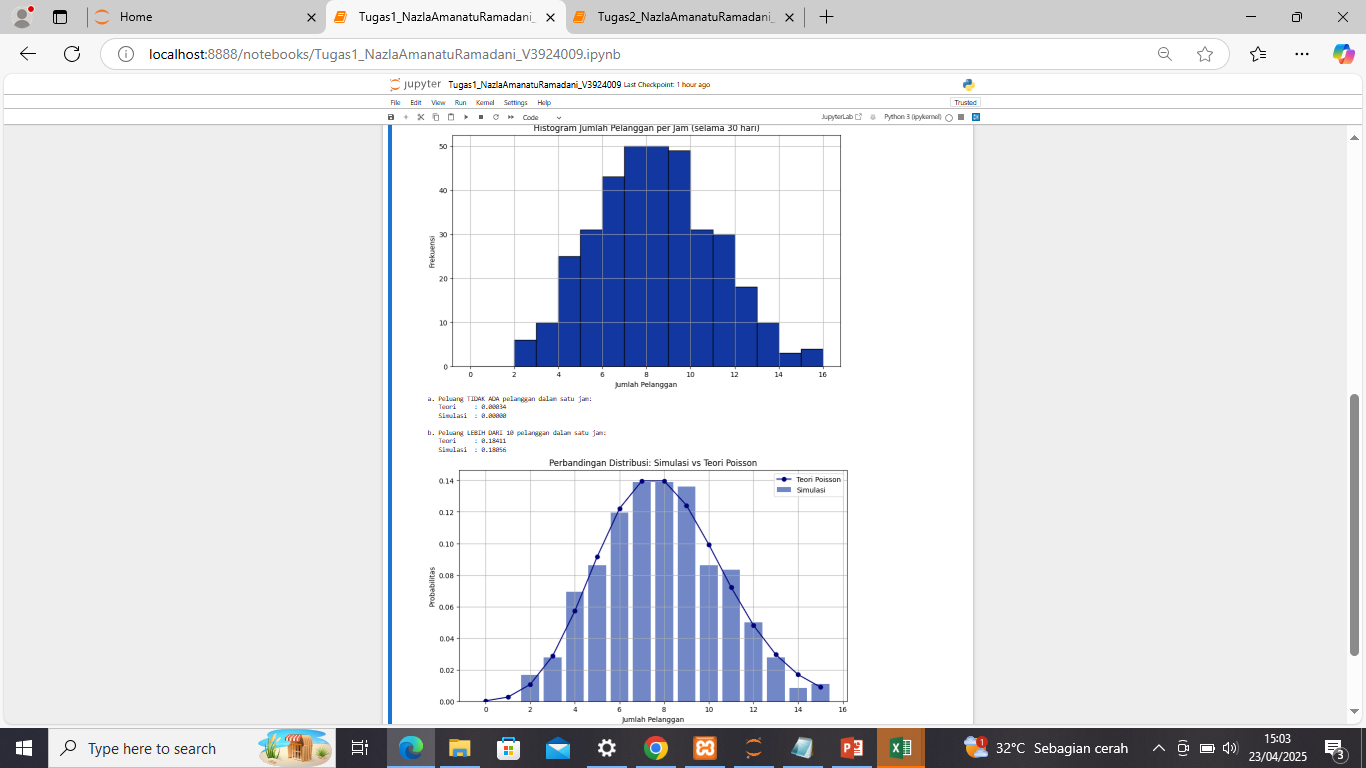 Home
Tugas1_NazlaAmanatuRamadani_
Tugas2_NazlaAmanatuRamadani_
localhost:8888/notebooks/Tugas1_NazlaAmanatuRamadani_V3924009.ipynb
jupyter Tugas1_NazlaAmanatuRamadani_V3924009 Last Checkpoint: 1 hour ago
File Edit View Run Kernel Settings Help Trusted
Code JupyterLab Python 3 (ipykernel)
Histogram Jumlah Pelanggan per Jam (selama 30 hari)
50
40
30
20
10
0
Frekuensi
0 2 4 6 8 10 12 14 16
Jumlah Pelanggan
a. Peluang TIDAK ADA pelanggan dalam satu jam:
Teori : 0.00034
Simulasi : 0.00000
b. Peluang LEBIH DARI 10 pelanggan dalam satu jam:
Teori : 0.18411
Simulasi : 0.18056
Perbandingan Distribusi: Simulasi vs Teori Poisson
Teori Poisson
Simulasi
0.14
0.12
0.10
0.08
0.06
0.04
0.02
0.00
Probabilitas
0 2 4 6 8 10 12 14 16
Jumlah Pelanggan
Type here to search
1
32°C Sebagian cerah
15:03
23/04/2025
3